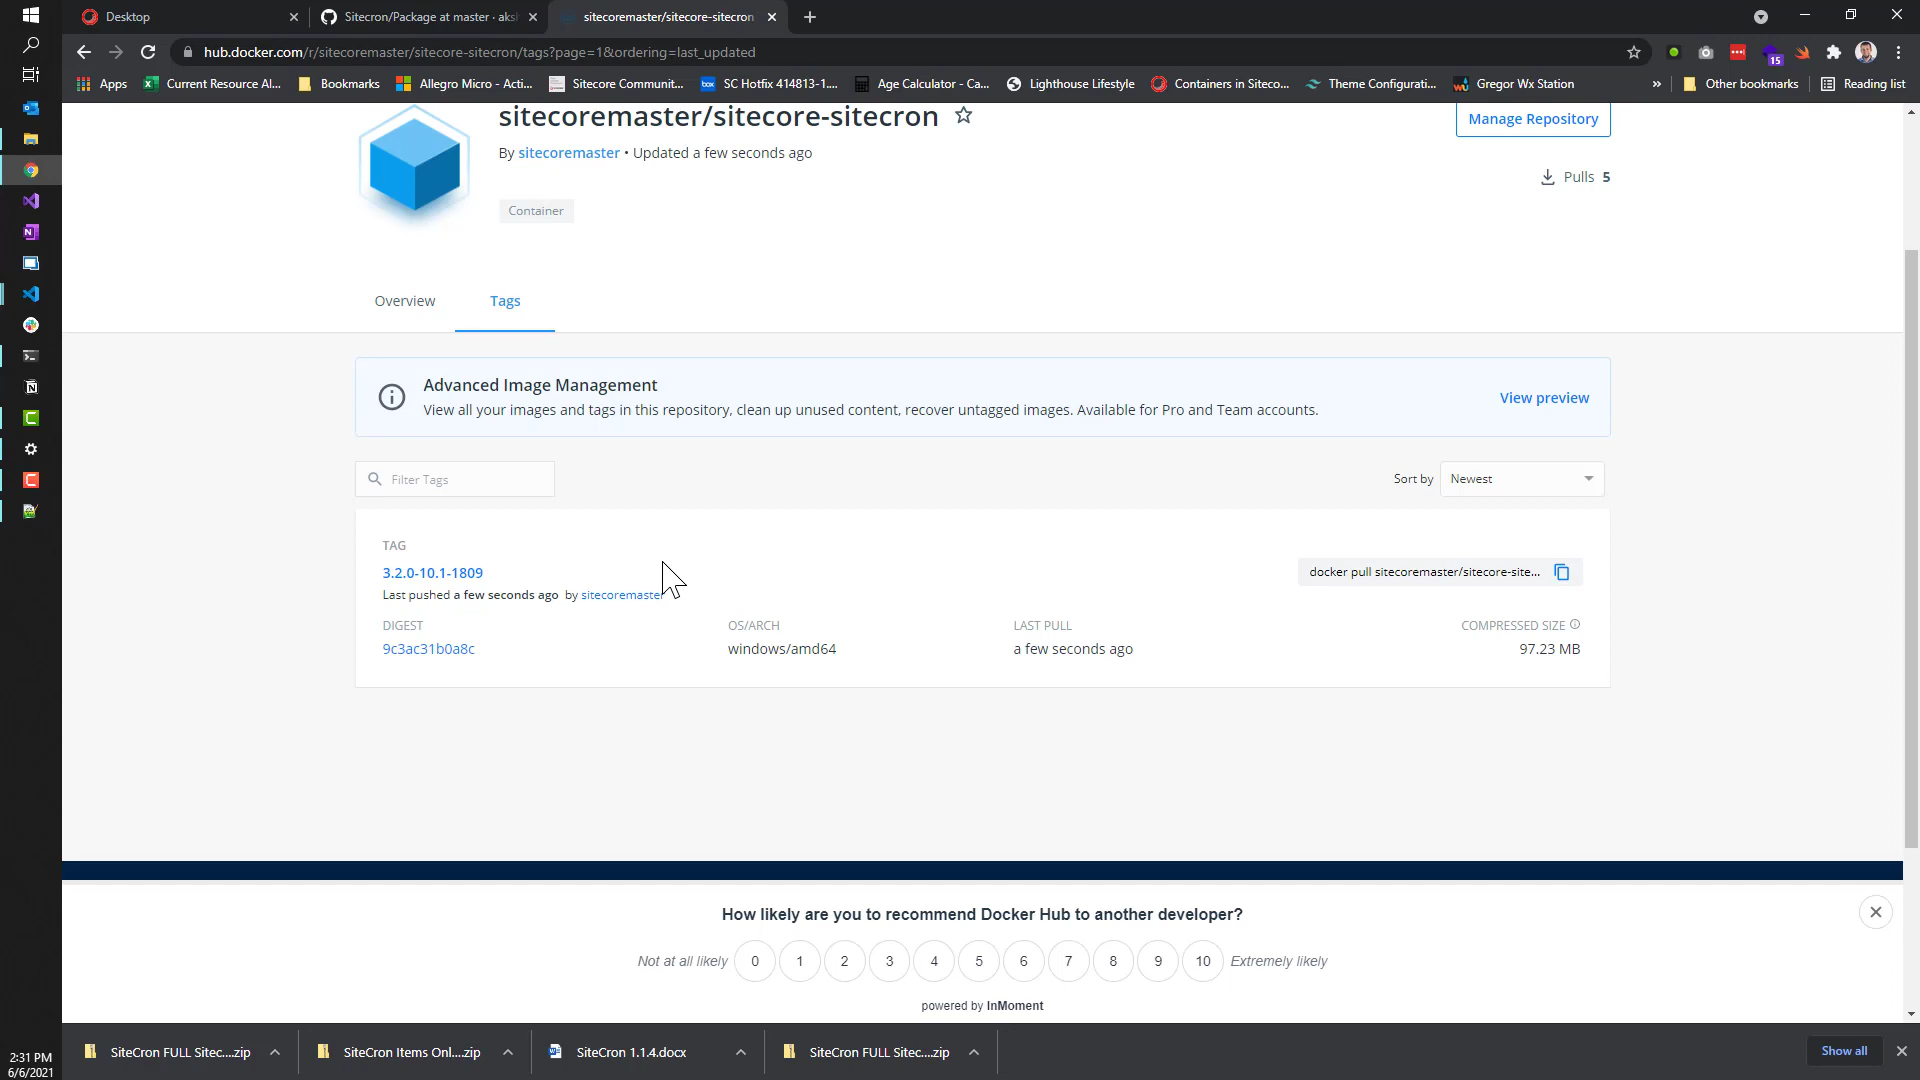 Desktop
Sitecron/Package at master · aksh
sitecoremaster/sitecore-sitecron
hub.docker.com/r/sitecoremaster/sitecore-sitecron/tags?page=1&ordering=last_updated
15
Apps
Current Resource Al...
Bookmarks
Allegro Micro - Acti...
Sitecore Communit...
SC Hotfix 414813-1....
Age Calculator - Ca...
Lighthouse Lifestyle
Containers in Siteco...
Theme Configurati...
Gregor Wx Station
»
Other bookmarks
Reading list
sitecoremaster/sitecore-sitecron
Manage Repository
By sitecoremaster • Updated a few seconds ago
Pulls 5
Container
Overview
Tags
Advanced Image Management
View all your images and tags in this repository, clean up unused content, recover untagged images. Available for Pro and Team accounts.
View preview
Filter Tags
Sort by
Newest
TAG
3.2.0-10.1-1809
docker pull sitecoremaster/sitecore-site...
Last pushed a few seconds ago by sitecoremaster
DIGEST
OS/ARCH
LAST PULL
COMPRESSED SIZE
9c3ac31b0a8c
windows/amd64
a few seconds ago
97.23 MB
How likely are you to recommend Docker Hub to another developer?
Not at all likely
0
1
2
3
4
5
6
7
8
9
10
Extremely likely
powered by InMoment
SiteCron FULL Sitec....zip
SiteCron Items Onl....zip
SiteCron 1.1.4.docx
SiteCron FULL Sitec....zip
Show all
2:31 PM
6/6/2021